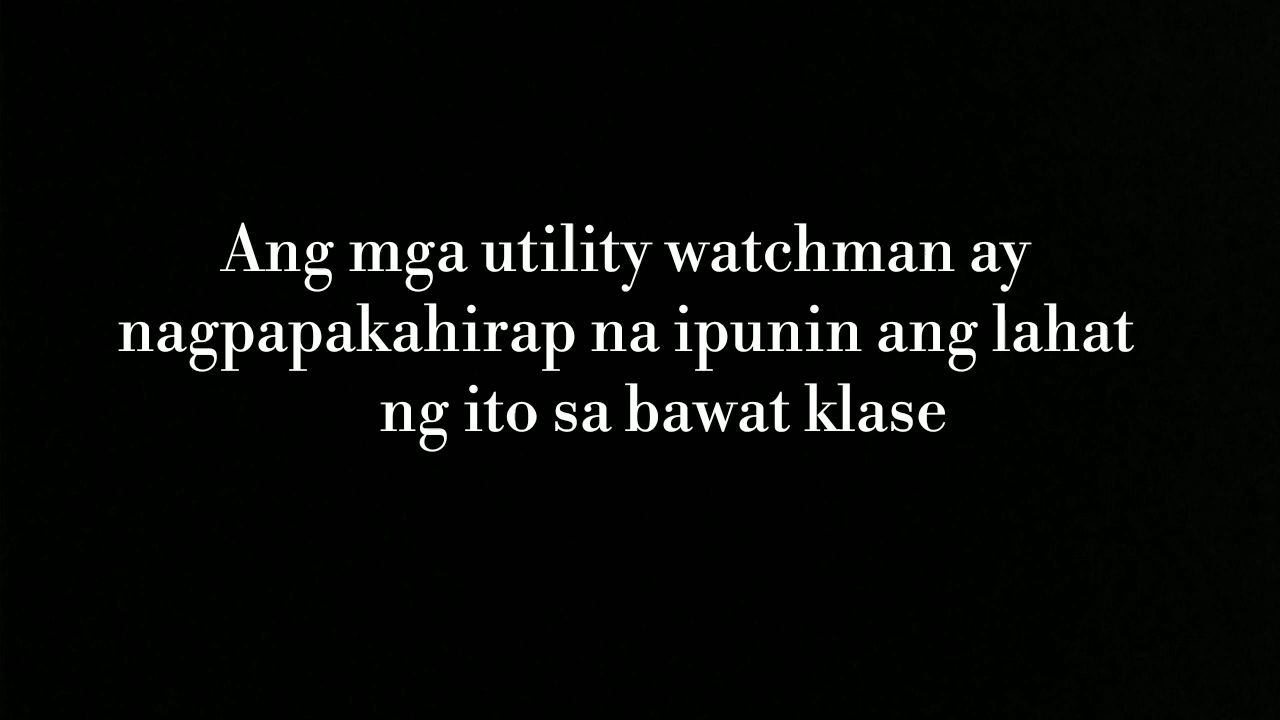 Ang mga utility watchman ay
nagpapakahirap na ipunin ang lahat
ng ito sa bawat klase